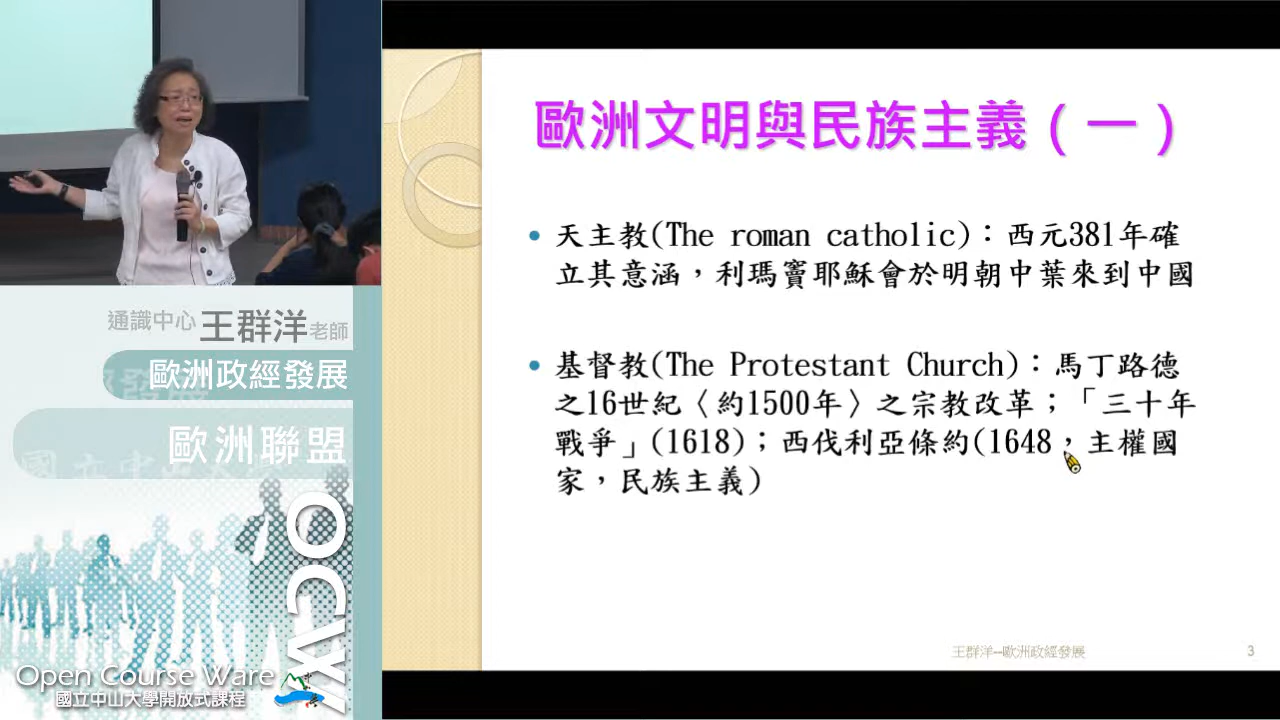 歐洲文明與民族主義（一）
天主教(The roman catholic)：西元381年確
立其意涵，利瑪竇耶穌會於明朝中葉來到中國
基督教(The Protestant Church)：馬丁路德
之16世紀〈約1500年〉之宗教改革；「三十年
戰爭」(1618)；西伐利亞條約(1648，主權國
家，民族主義)
王群洋--歐洲政經發展
3
通識中心 王群洋老師
歐洲政經發展
歐洲聯盟
OCW
Open Course Ware
國立中山大學開放式課程